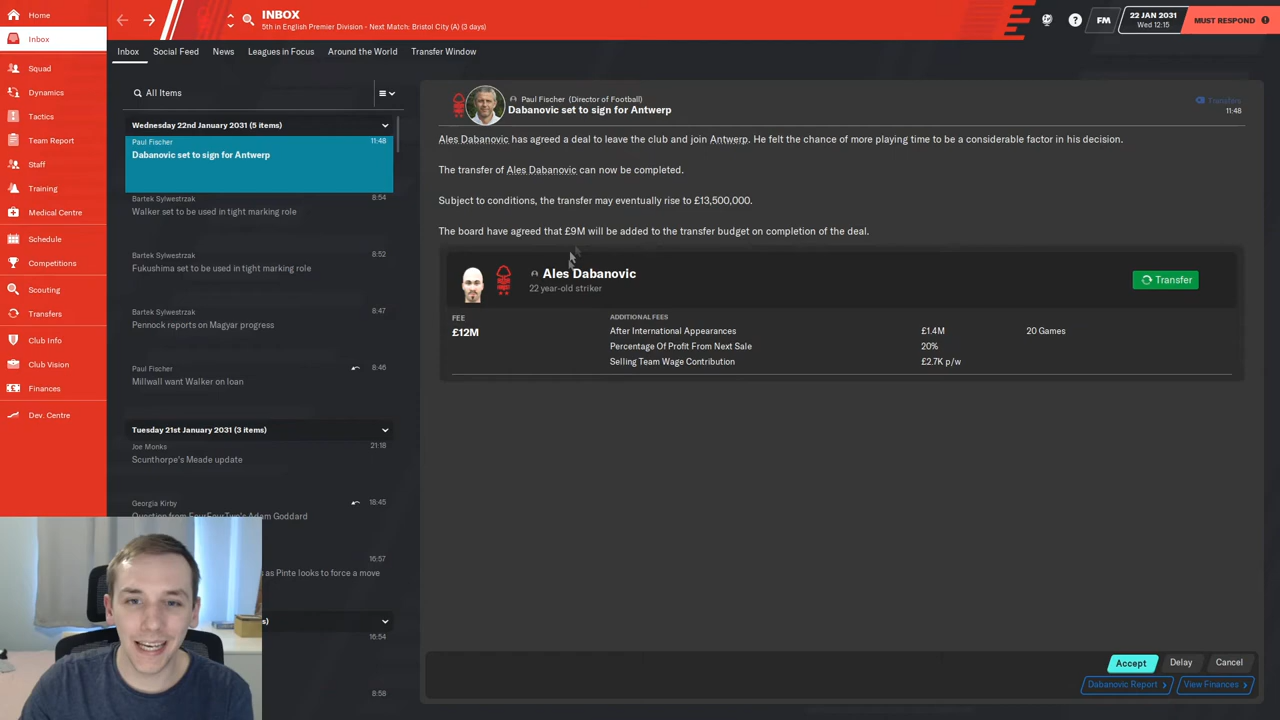 Home
Inbox
Squad
Dynamics
Tactics
Team Report
Staff
Training
Medical Centre
Schedule
Competitions
Scouting
Transfers
Club Info
Club Vision
Finances
Dev. Centre
INBOX
5th in English Premier Division - Next Match: Bristol City (A) (3 days)
FM
22 JAN 2031
Wed 12:15
MUST RESPOND
Inbox
Social Feed
News
Leagues in Focus
Around the World
Transfer Window
All Items
Wednesday 22nd January 2031 (5 items)
Paul Fischer 11:48
Dabanovic set to sign for Antwerp
Bartek Sylwestrzak 8:54
Walker set to be used in tight marking role
Bartek Sylwestrzak 8:52
Fukushima set to be used in tight marking role
Bartek Sylwestrzak 8:47
Pennock reports on Magyar progress
Paul Fischer 8:46
Millwall want Walker on loan
Tuesday 21st January 2031 (3 items)
Joe Monks 21:18
Scunthorpe's Meade update
Georgia Kirby 18:45
Question from FourFourTwo's Adam Goddard
16:57
as Pinte looks to force a move
s)
16:54
8:58
Paul Fischer (Director of Football)
Dabanovic set to sign for Antwerp
Transfers
11:48
Ales Dabanovic has agreed a deal to leave the club and join Antwerp. He felt the chance of more playing time to be a considerable factor in his decision.
The transfer of Ales Dabanovic can now be completed.
Subject to conditions, the transfer may eventually rise to £13,500,000.
The board have agreed that £9M will be added to the transfer budget on completion of the deal.
Ales Dabanovic
22 year-old striker
Transfer
FEE
£12M
ADDITIONAL FEES
After International Appearances £1.4M 20 Games
Percentage Of Profit From Next Sale 20%
Selling Team Wage Contribution £2.7K p/w
Accept
Delay
Cancel
Dabanovic Report
View Finances